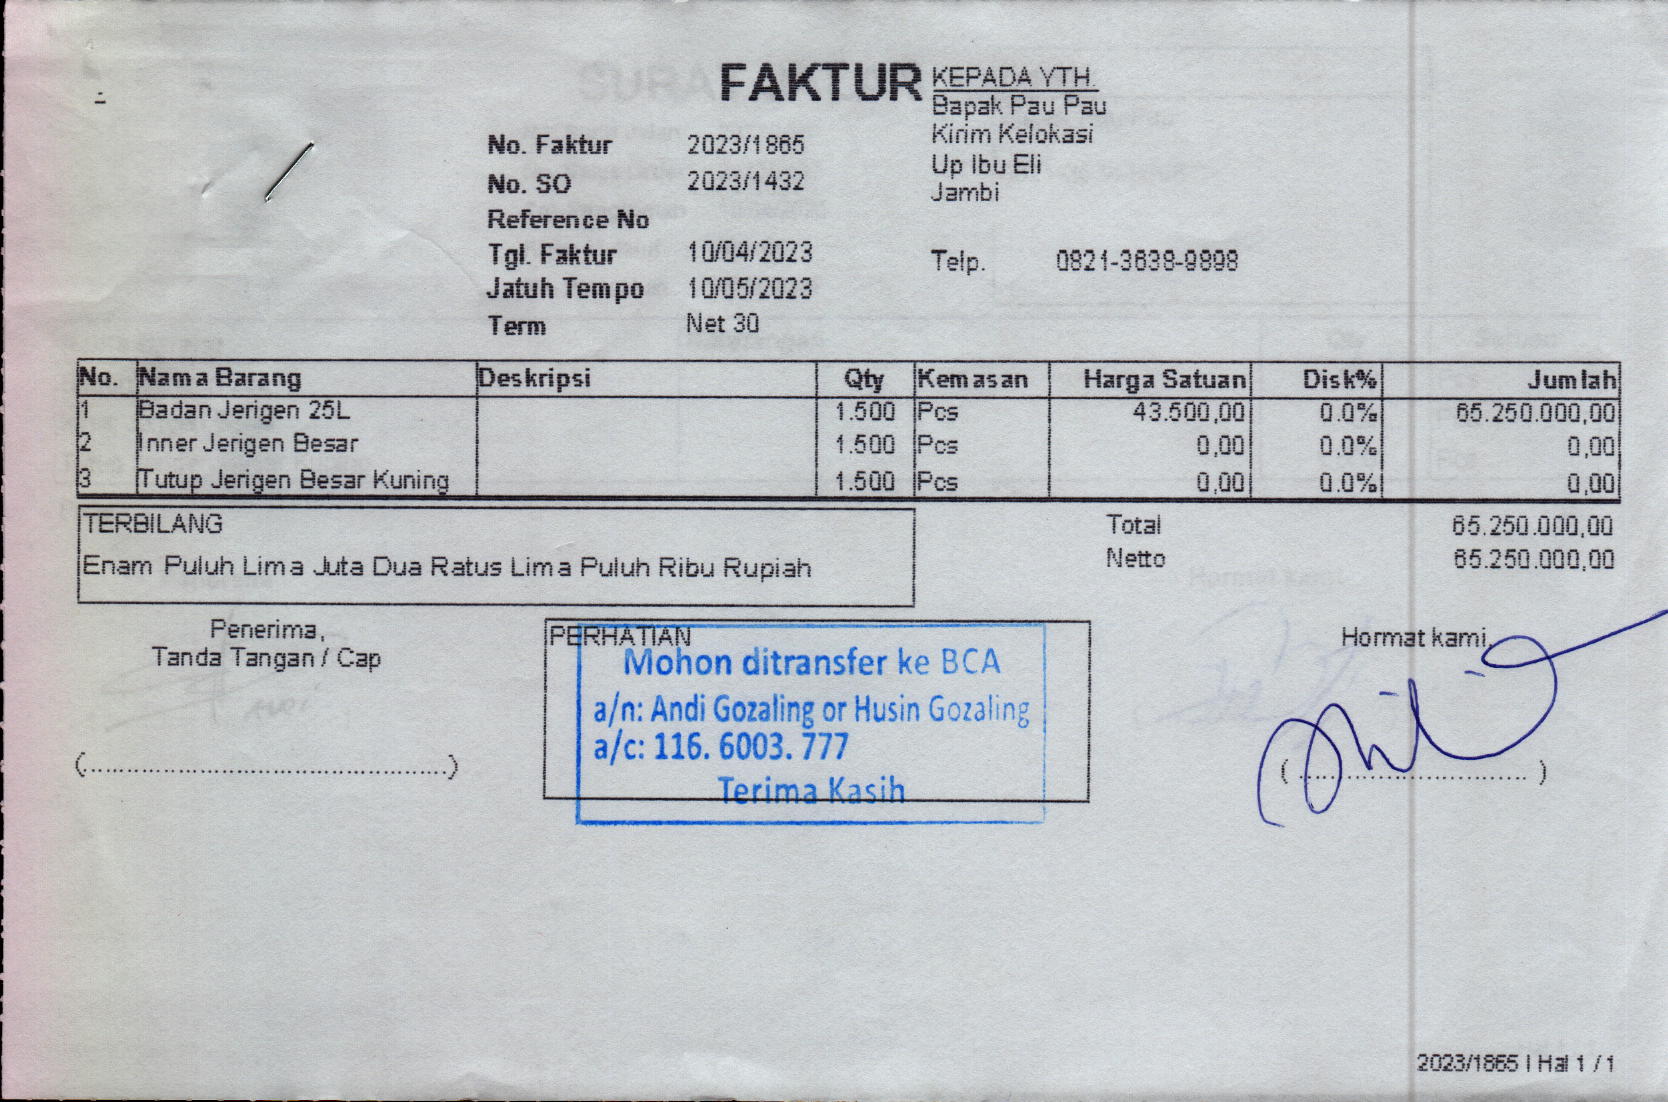 FAKTUR
KEPADA YTH.
Bapak Pau Pau
Kirim Kelokasi
Up Ibu Eli
Jambi
Telp. 0821-3638-9898
No. Faktur 2023/1865
No. SO 2023/1432
Reference No
Tgl. Faktur 10/04/2023
Jatuh Tempo 10/05/2023
Term Net 30
No. Nama Barang Deskripsi Qty Kemasan Harga Satuan Disk% Jumlah
1 Badan Jerigen 25L 1.500 Pcs 43.500,00 0.0% 65.250.000,00
2 Inner Jerigen Besar 1.500 Pcs 0,00 0.0% 0,00
3 Tutup Jerigen Besar Kuning 1.500 Pcs 0,00 0.0% 0,00
TERBILANG
Enam Puluh Lima Juta Dua Ratus Lima Puluh Ribu Rupiah
Total 65.250.000,00
Netto 65.250.000,00
Penerima,
Tanda Tangan / Cap
(................................................)
PERHATIAN
Mohon ditransfer ke BCA
a/n: Andi Gozaling or Husin Gozaling
a/c: 116. 6003. 777
Terima Kasih
Hormat kami,
( .............................. )
2023/1865 | Hal 1 / 1